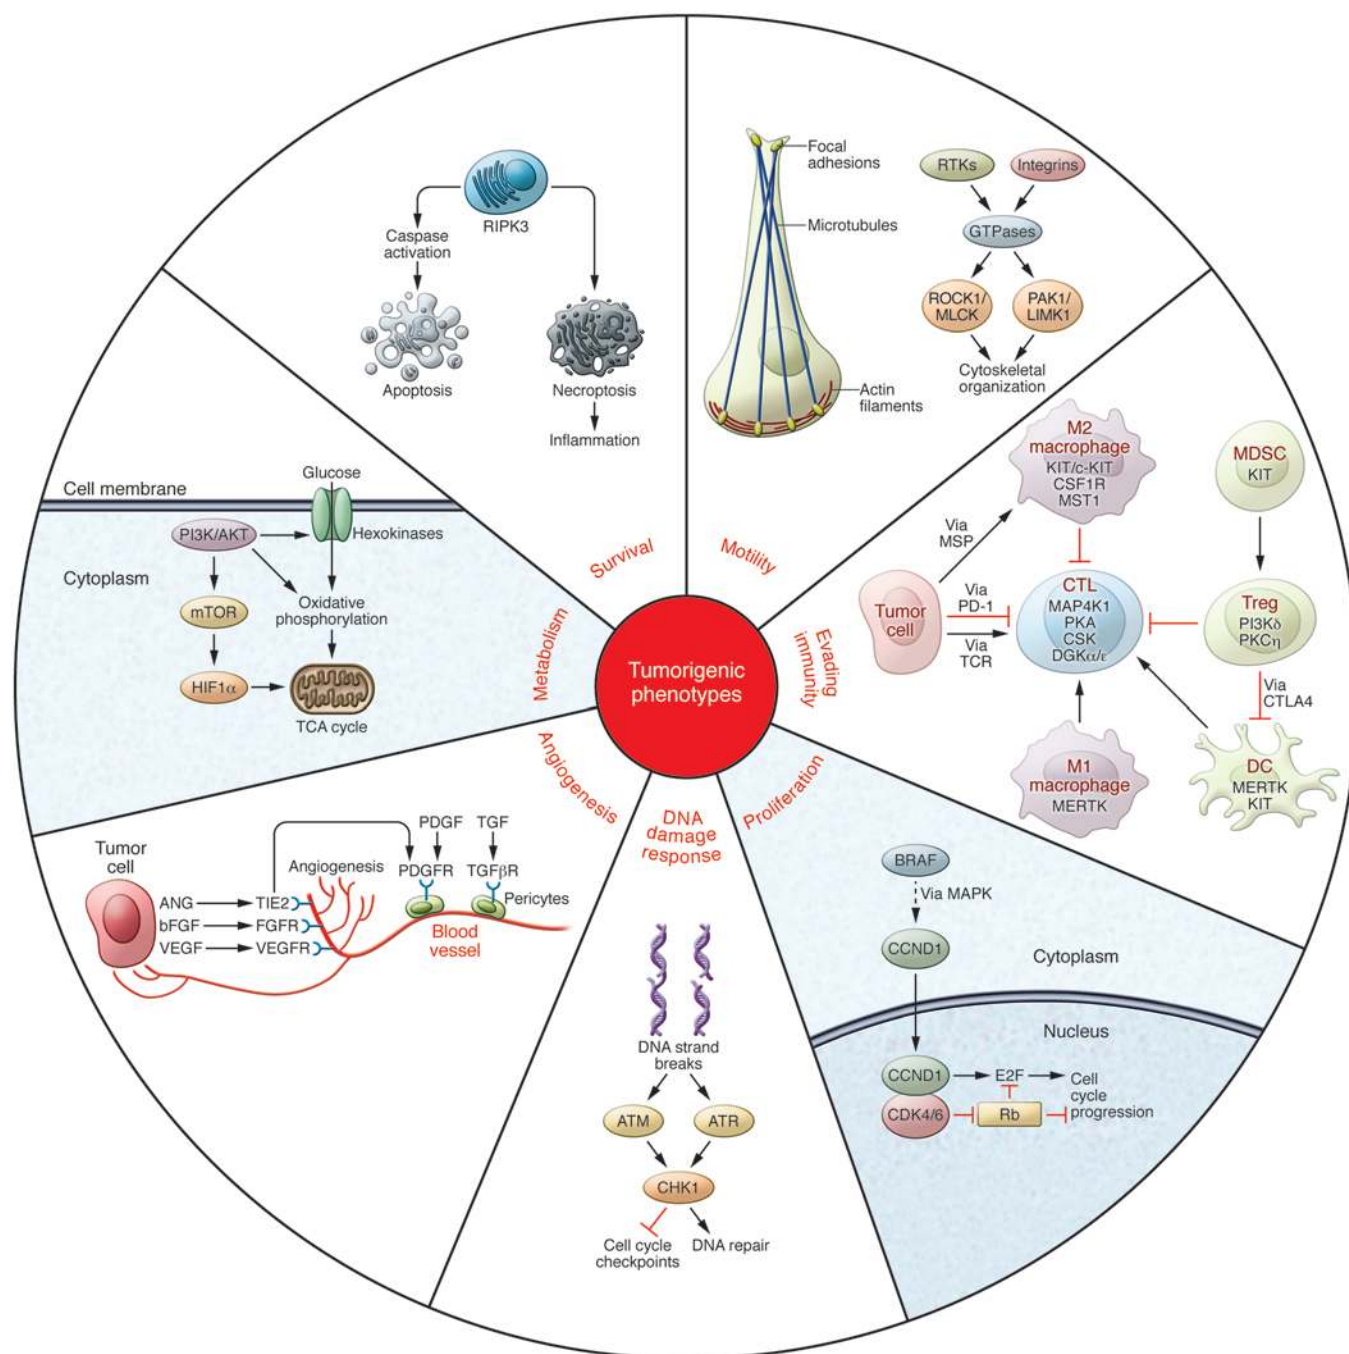 Tumorigenic
phenotypes
Survival
RIPK3
Caspase
activation
Apoptosis
Necroptosis
Inflammation
Motility
Focal
adhesions
Microtubules
Actin
filaments
RTKs
Integrins
GTPases
ROCK1/
MLCK
PAK1/
LIMK1
Cytoskeletal
organization
Evading
immunity
M2
macrophage
KIT/c-KIT
CSF1R
MST1
MDSC
KIT
Via
MSP
Tumor
cell
Via
PD-1
Via
TCR
CTL
MAP4K1
PKA
CSK
DGKα/ε
Treg
PI3Kδ
PKCη
Via
CTLA4
M1
macrophage
MERTK
DC
MERTK
KIT
Proliferation
BRAF
Via MAPK
CCND1
Cytoplasm
Nucleus
CCND1
E2F
Cell
cycle
progression
CDK4/6
Rb
DNA
damage
response
DNA strand
breaks
ATM
ATR
CHK1
Cell cycle
checkpoints
DNA repair
Angiogenesis
Tumor
cell
ANG
TIE2
bFGF
FGFR
VEGF
VEGFR
Angiogenesis
PDGF
TGF
PDGFR
TGFβR
Pericytes
Blood
vessel
Metabolism
Cell membrane
Glucose
PI3K/AKT
Hexokinases
Cytoplasm
mTOR
Oxidative
phosphorylation
HIF1α
TCA cycle